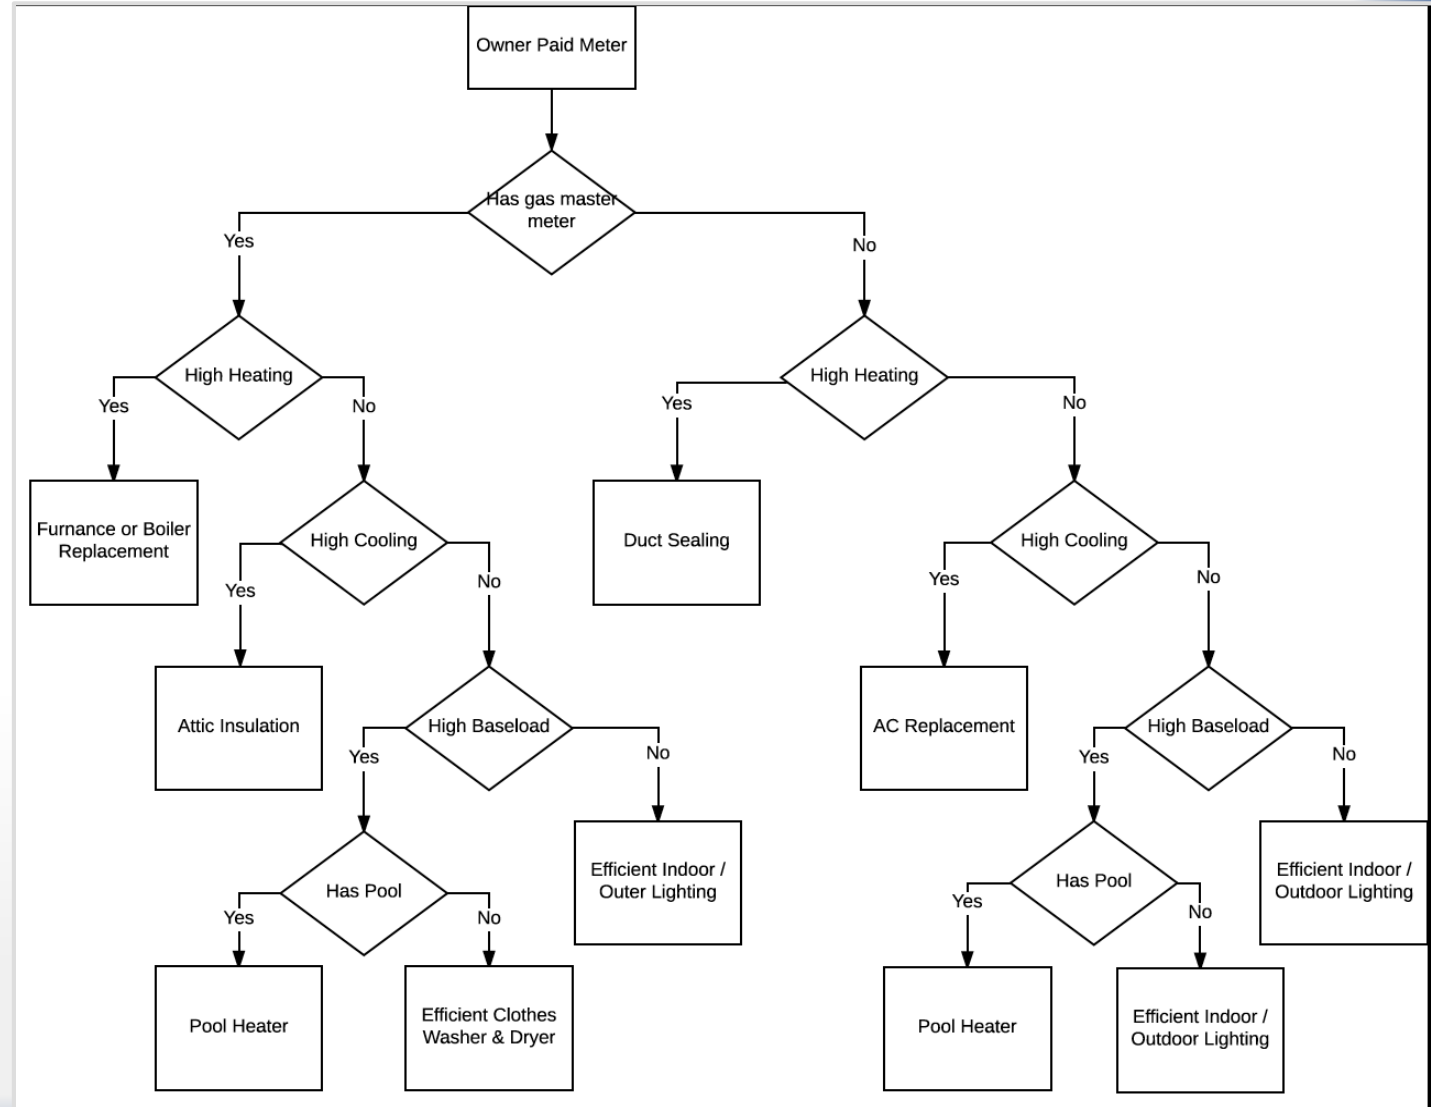 Owner Paid Meter
Has gas master
meter
Yes
No
High Heating
High Heating
Yes
No
Yes
No
Furnance or Boiler
Replacement
High Cooling
Duct Sealing
High Cooling
Yes
No
Yes
No
Attic Insulation
High Baseload
AC Replacement
High Baseload
Yes
No
Yes
No
Has Pool
Efficient Indoor /
Outer Lighting
Has Pool
Efficient Indoor /
Outdoor Lighting
Yes
No
Yes
No
Pool Heater
Efficient Clothes
Washer & Dryer
Pool Heater
Efficient Indoor /
Outdoor Lighting